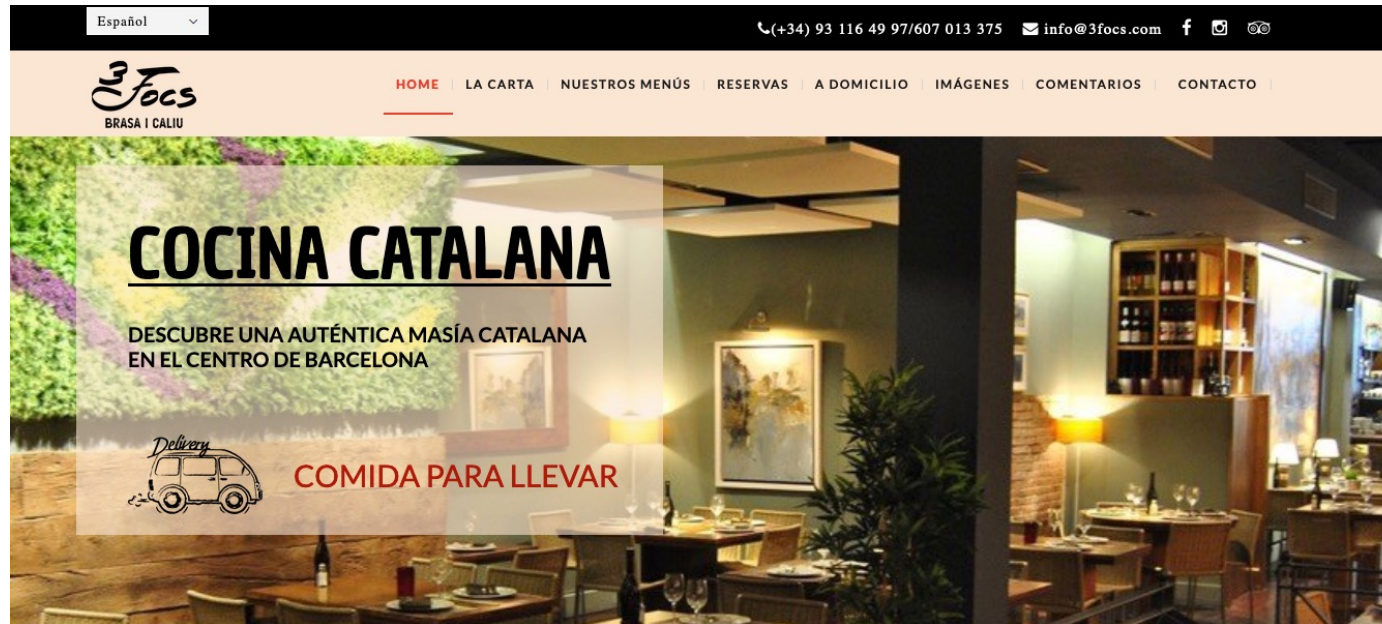 Español
(+34) 93 116 49 97/607 013 375 info@3focs.com
3 Focs
BRASA I CALIU
HOME LA CARTA NUESTROS MENÚS RESERVAS A DOMICILIO IMÁGENES COMENTARIOS CONTACTO
COCINA CATALANA
DESCUBRE UNA AUTÉNTICA MASÍA CATALANA
EN EL CENTRO DE BARCELONA
Delivery
COMIDA PARA LLEVAR